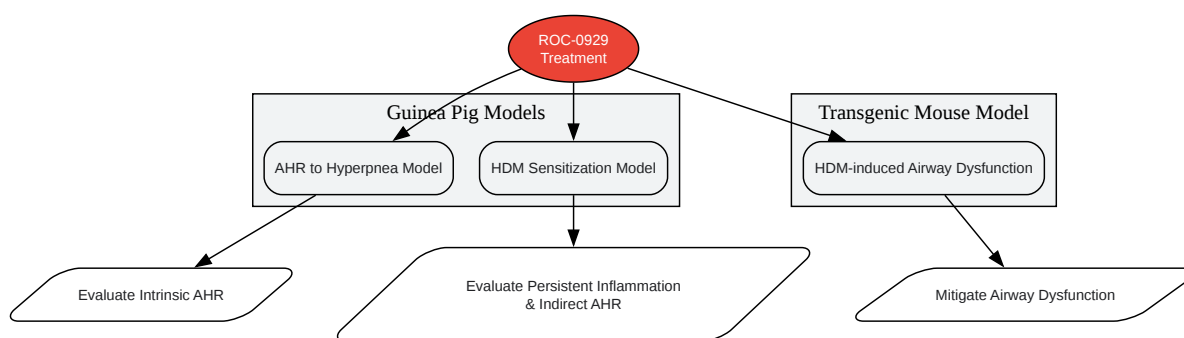 ROC-0929
Treatment
Guinea Pig Models
Transgenic Mouse Model
AHR to Hyperpnea Model
HDM Sensitization Model
HDM-induced Airway Dysfunction
Evaluate Intrinsic AHR
Evaluate Persistent Inflammation
& Indirect AHR
Mitigate Airway Dysfunction